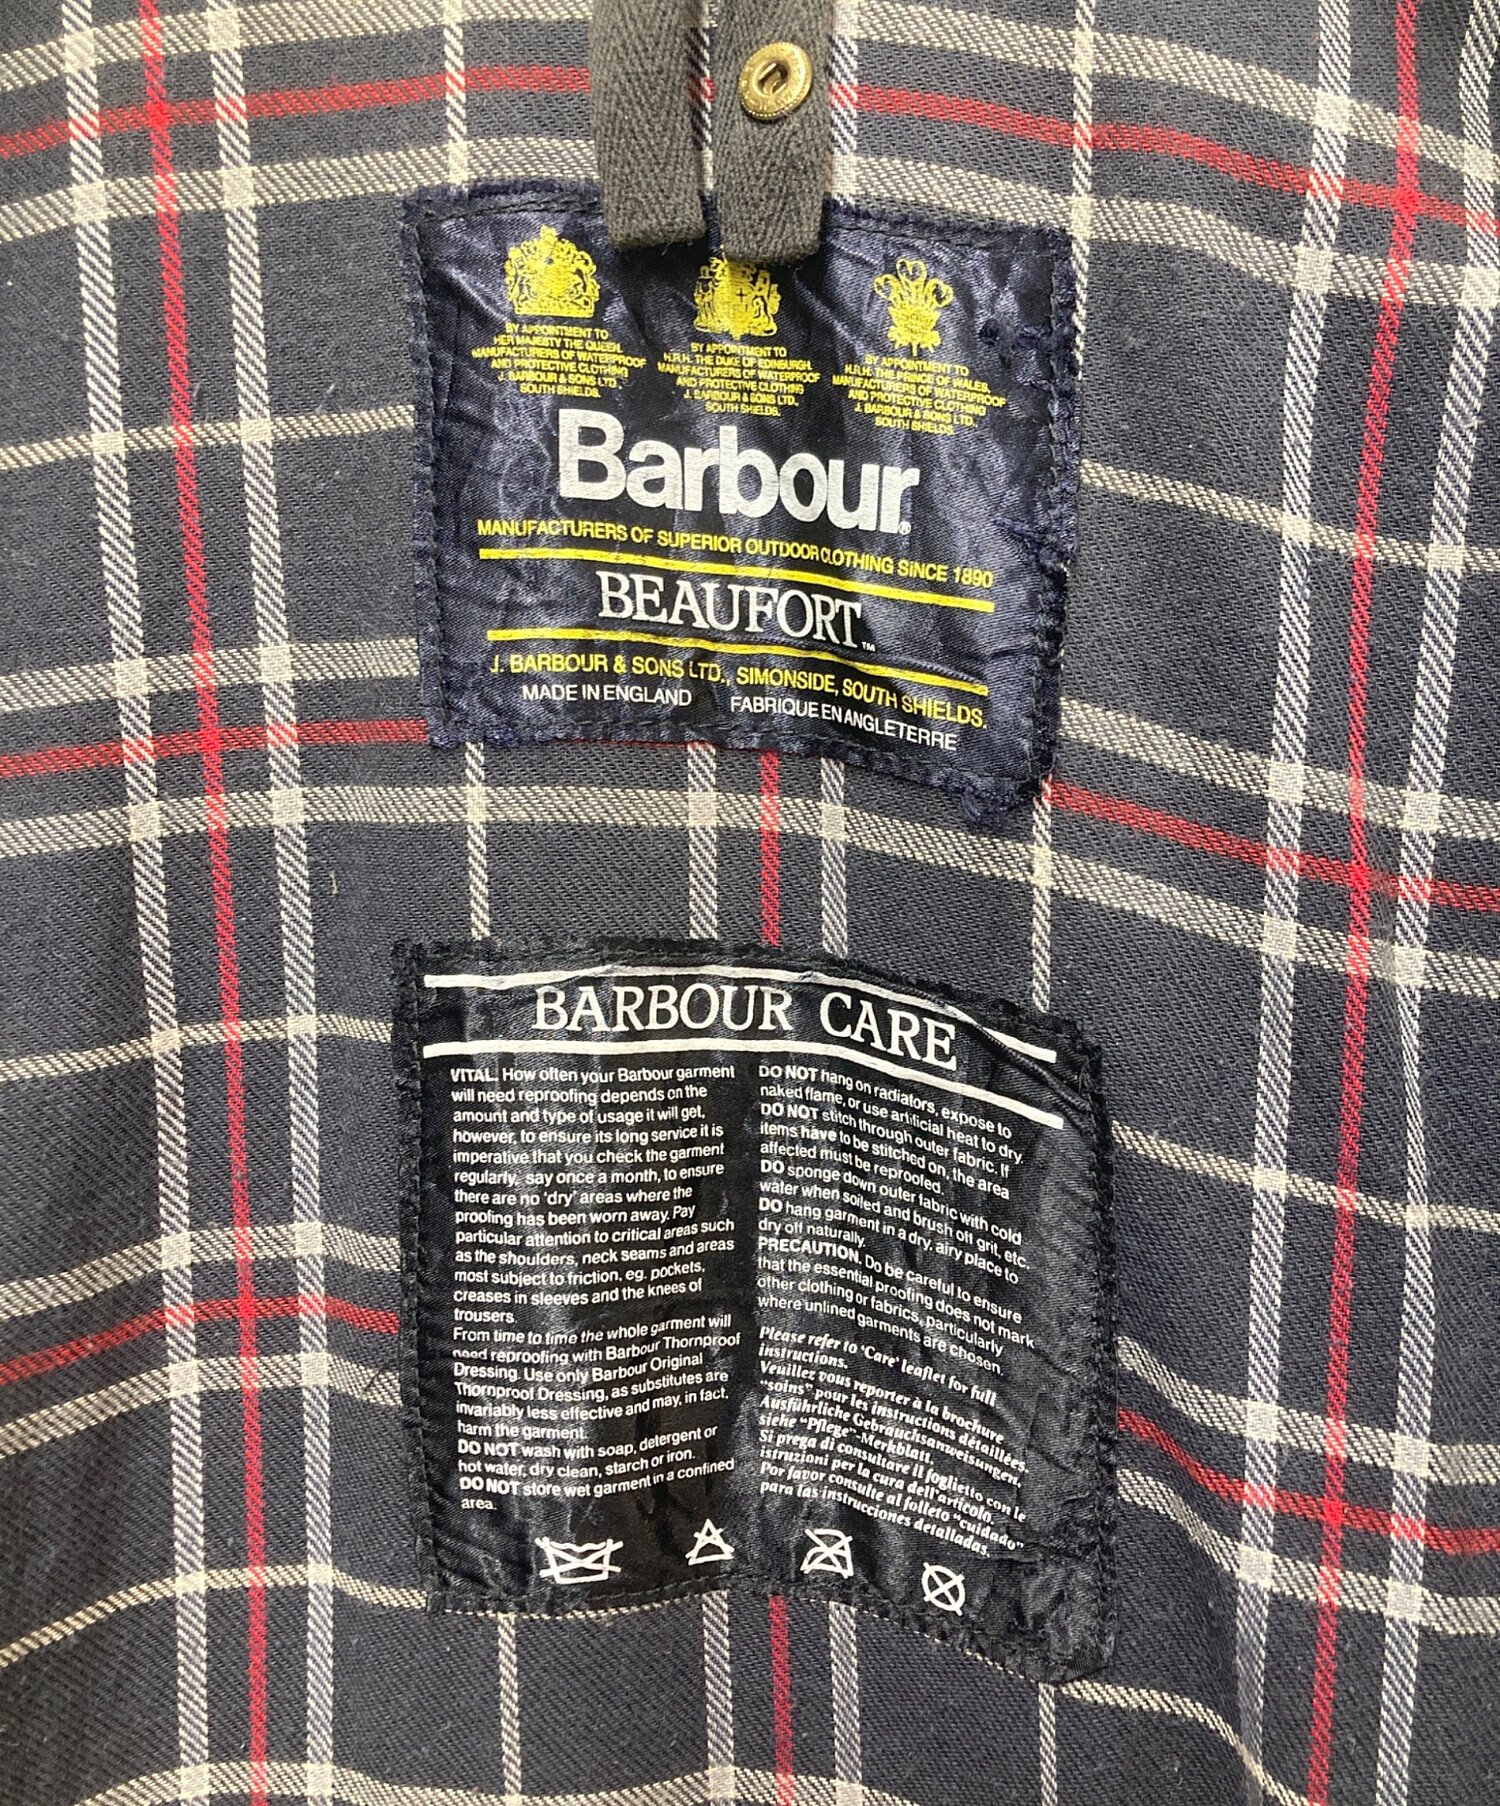 BY APPOINTMENT TO
HER MAJESTY THE QUEEN.
MANUFACTURERS OF WATERPROOF
AND PROTECTIVE CLOTHING
J. BARBOUR & SONS LTD.,
SOUTH SHIELDS.
BY APPOINTMENT TO
H.R.H. THE DUKE OF EDINBURGH.
MANUFACTURERS OF WATERPROOF
AND PROTECTIVE CLOTHING
J. BARBOUR & SONS LTD.,
SOUTH SHIELDS.
BY APPOINTMENT TO
H.R.H. THE PRINCE OF WALES.
MANUFACTURERS OF WATERPROOF
AND PROTECTIVE CLOTHING
J. BARBOUR & SONS LTD.,
SOUTH SHIELDS.
Barbour®
MANUFACTURERS OF SUPERIOR OUTDOOR CLOTHING SINCE 1890
BEAUFORT™
J. BARBOUR & SONS LTD., SIMONSIDE, SOUTH SHIELDS.
MADE IN ENGLAND FABRIQUE EN ANGLETERRE
BARBOUR CARE
VITAL. How often your Barbour garment
will need reproofing depends on the
amount and type of usage it will get,
however, to ensure its long service it is
imperative that you check the garment
regularly, say once a month, to ensure
there are no 'dry' areas where the
proofing has been worn away. Pay
particular attention to critical areas such
as the shoulders, neck seams and areas
most subject to friction, eg. pockets,
creases in sleeves and the knees of
trousers.
From time to time the whole garment will
need reproofing with Barbour Thornproof
Dressing. Use only Barbour Original
Thornproof Dressing, as substitutes are
invariably less effective and may, in fact,
harm the garment.
DO NOT wash with soap, detergent or
hot water, dry clean, starch or iron.
DO NOT store wet garment in a confined
area.
DO NOT hang on radiators, expose to
naked flame, or use artificial heat to dry.
DO NOT stitch through outer fabric. If
items have to be stitched on, the area
affected must be reproofed.
DO sponge down outer fabric with cold
water when soiled and brush off grit, etc.
DO hang garment in a dry, airy place to
dry off naturally.
PRECAUTION. Do be careful to ensure
that the essential proofing does not mark
other clothing or fabrics, particularly
where unlined garments are chosen.
Please refer to 'Care' leaflet for full
instructions.
Veuillez vous reporter à la brochure
"soins" pour les instructions détaillées.
Ausführliche Gebrauchsanweisungen,
siehe "Pflege"-Merkblatt.
Si prega di consultare il foglietto con le
istruzioni per la cura dell'articolo.
Por favor consulte al folleto "cuidado"
para las instrucciones detalladas.